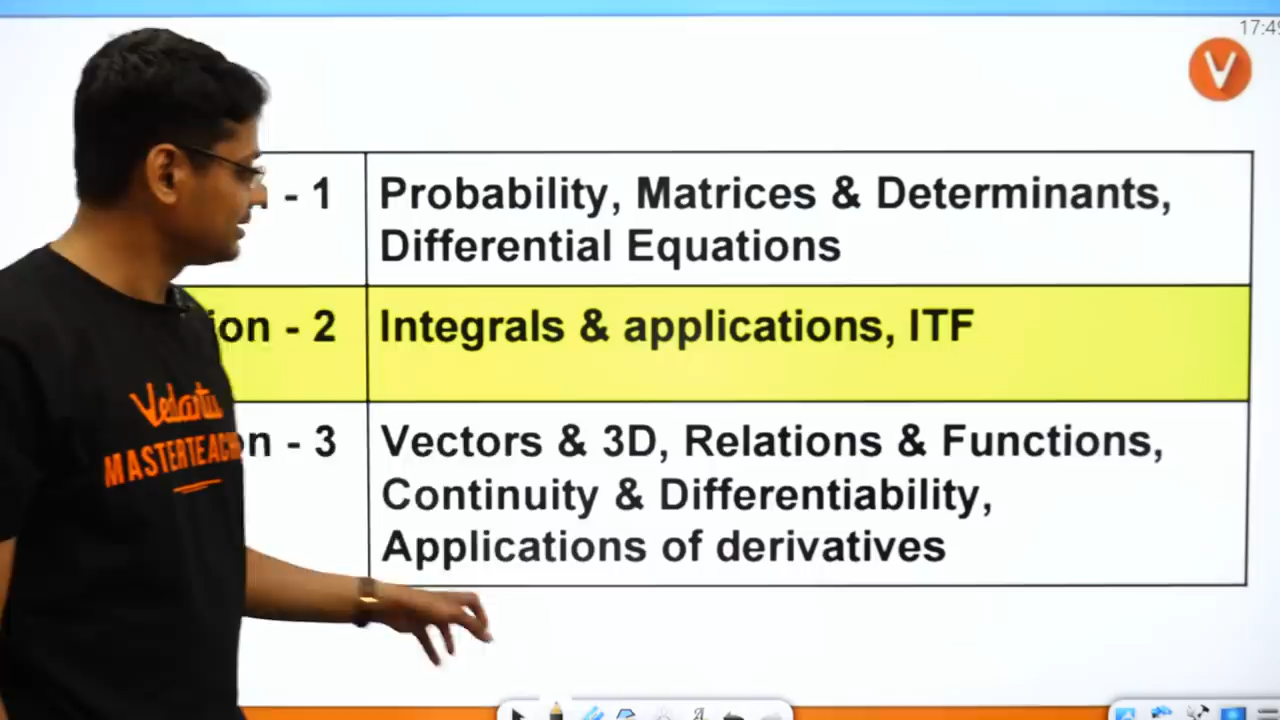 17:49
- 1
Probability, Matrices & Determinants,
Differential Equations
ion - 2
Integrals & applications, ITF
n - 3
Vectors & 3D, Relations & Functions,
Continuity & Differentiability,
Applications of derivatives
Vedantu
MASTERTEACHE